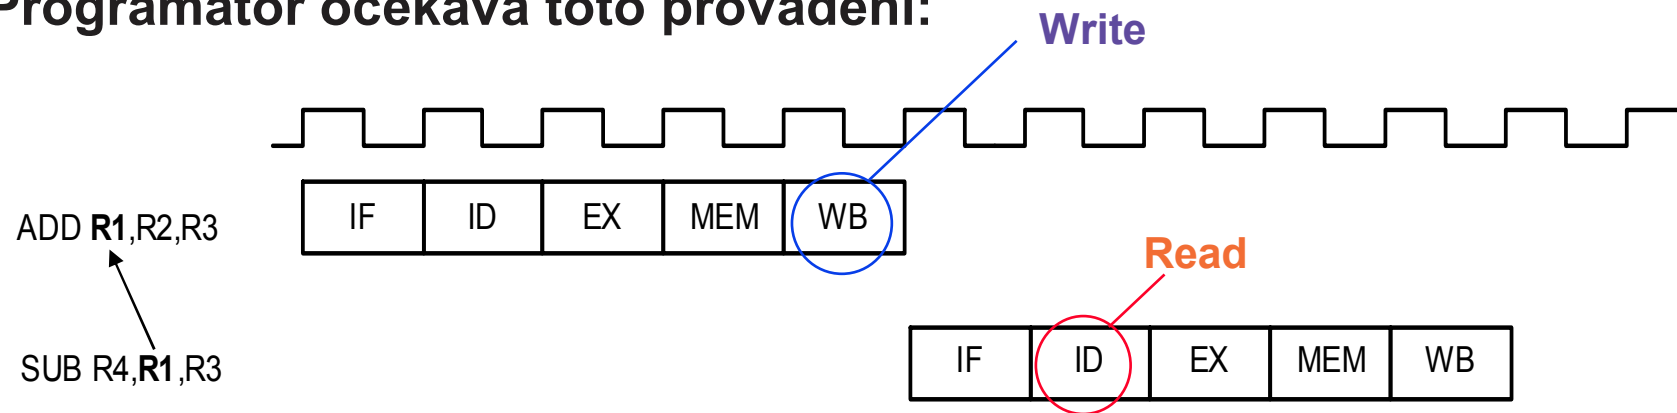 Programátor očekává toto provádění:
Write
ADD R1,R2,R3
IF ID EX MEM WB
Read
SUB R4,R1,R3
IF ID EX MEM WB